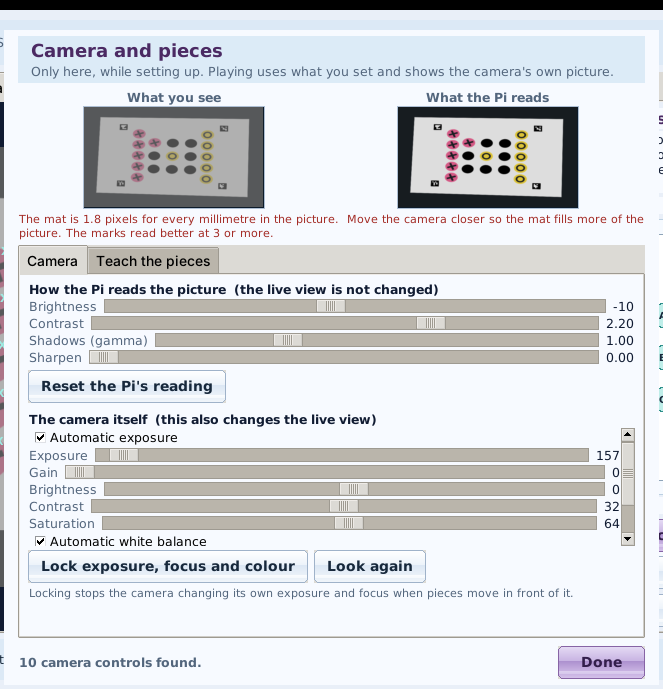 Camera and pieces
Only here, while setting up. Playing uses what you set and shows the camera's own picture.
What you see
What the Pi reads
The mat is 1.8 pixels for every millimetre in the picture.  Move the camera closer so the mat fills more of the
picture. The marks read better at 3 or more.
Camera
Teach the pieces
How the Pi reads the picture  (the live view is not changed)
Brightness -10
Contrast 2.20
Shadows (gamma) 1.00
Sharpen 0.00
Reset the Pi's reading
The camera itself  (this also changes the live view)
Automatic exposure
Exposure 157
Gain 0
Brightness 0
Contrast 32
Saturation 64
Automatic white balance
Lock exposure, focus and colour
Look again
Locking stops the camera changing its own exposure and focus when pieces move in front of it.
10 camera controls found.
Done